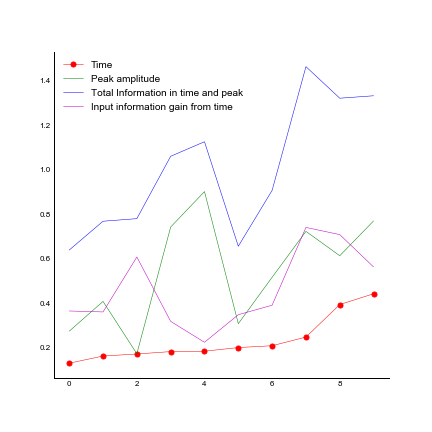 Time
Peak amplitude
Total Information in time and peak
Input information gain from time
1.4
1.2
1.0
0.8
0.6
0.4
0.2
0 2 4 6 8